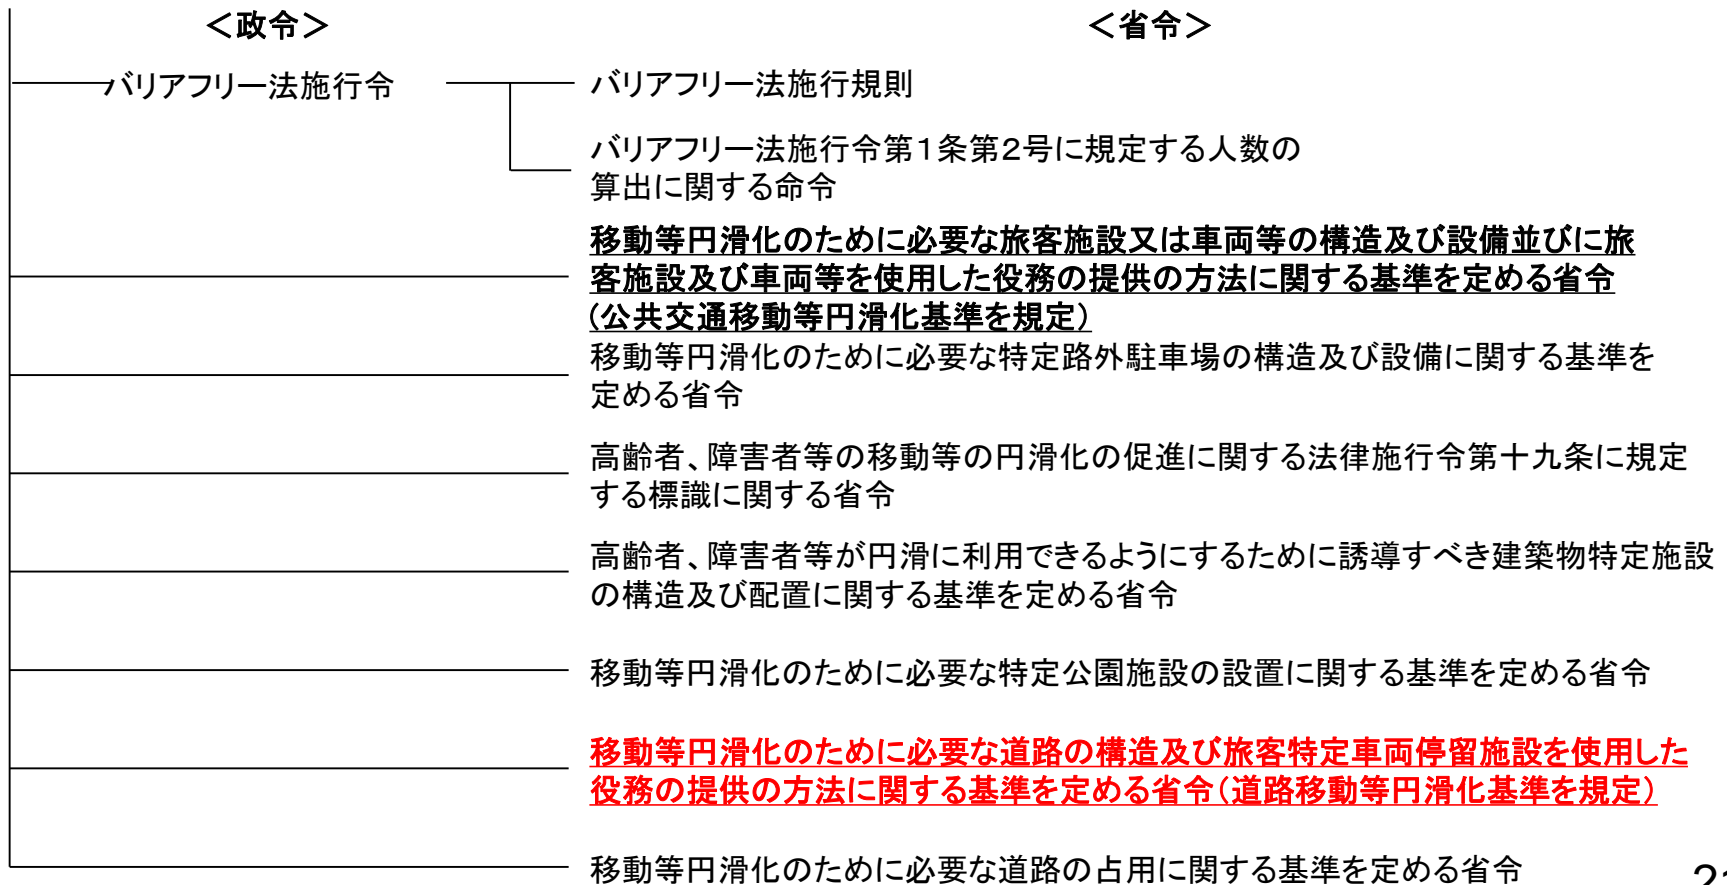 ＜政令＞
＜省令＞
バリアフリー法施行令
バリアフリー法施行規則
バリアフリー法施行令第１条第２号に規定する人数の
算出に関する命令
移動等円滑化のために必要な旅客施設又は車両等の構造及び設備並びに旅
客施設及び車両等を使用した役務の提供の方法に関する基準を定める省令
（公共交通移動等円滑化基準を規定）
移動等円滑化のために必要な特定路外駐車場の構造及び設備に関する基準を
定める省令
高齢者、障害者等の移動等の円滑化の促進に関する法律施行令第十九条に規定
する標識に関する省令
高齢者、障害者等が円滑に利用できるようにするために誘導すべき建築物特定施設
の構造及び配置に関する基準を定める省令
移動等円滑化のために必要な特定公園施設の設置に関する基準を定める省令
移動等円滑化のために必要な道路の構造及び旅客特定車両停留施設を使用した
役務の提供の方法に関する基準を定める省令（道路移動等円滑化基準を規定）
移動等円滑化のために必要な道路の占用に関する基準を定める省令